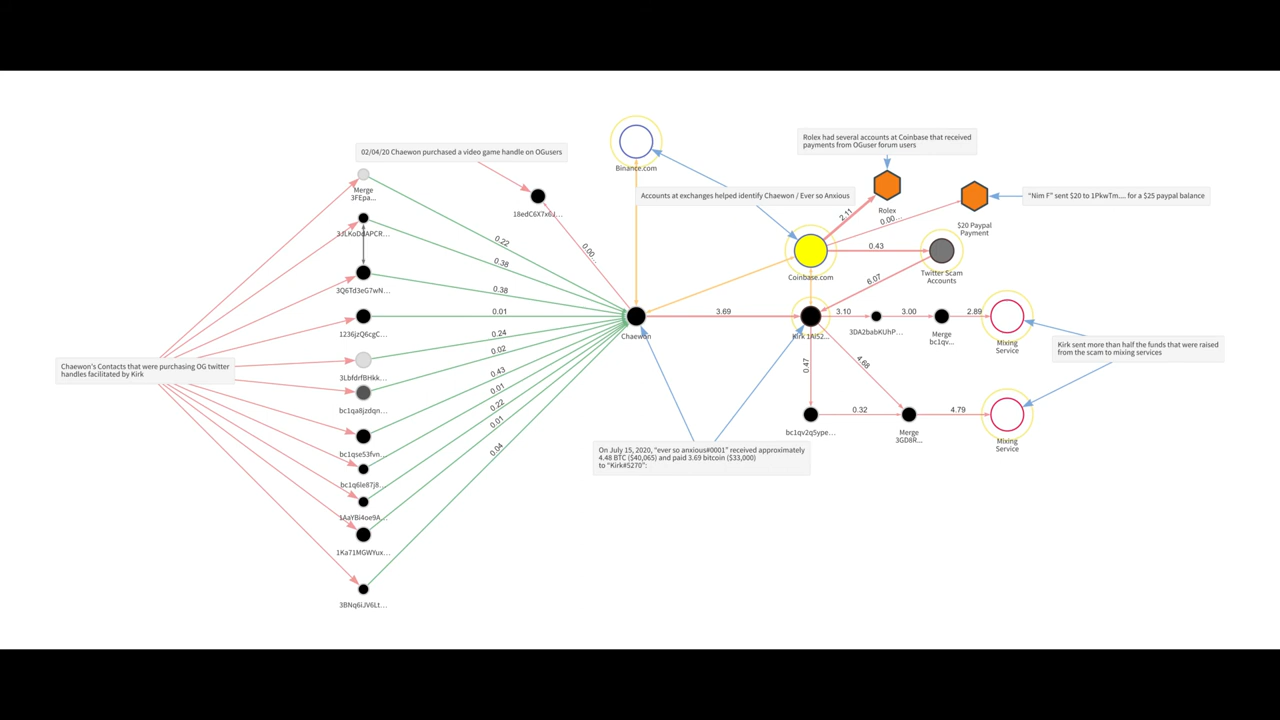 Rolex had several accounts at Coinbase that received
payments from OGuser forum users
02/04/20 Chaewon purchased a video game handle on OGusers
Binance.com
Merge
3FEpa...
Accounts at exchanges helped identify Chaewon / Ever so Anxious
"Nim F" sent $20 to 1PkwTm.... for a $25 paypal balance
18edC6X7x6J...
Rolex
2.11
0.00...
$20 Paypal
Payment
3JLKoDdAPCR...
0.22
0.00...
0.43
Coinbase.com
Twitter Scam
Accounts
0.38
6.07
3Q6Td3eG7wN...
0.38
0.01
3.69
3.10
3.00
2.89
1236jzQ6cgC...
Chaewon
Kirk 1Ai52...
3DA2babKUhP...
Merge
bc1qv...
Mixing
Service
0.24
0.02
Kirk sent more than half the funds that were raised
from the scam to mixing services
Chaewon's Contacts that were purchasing OG twitter
handles facilitated by Kirk
3LbfdrfBHkk...
0.47
4.68
0.43
0.01
bc1qa8jzdqn...
0.22
0.32
4.79
0.01
bc1qv2q5ype...
Merge
3GD8R...
Mixing
Service
0.04
bc1qse53fvn...
On July 15, 2020, "ever so anxious#0001" received approximately
4.48 BTC ($40,065) and paid 3.69 bitcoin ($33,000)
to "Kirk#5270":
bc1q6le87j8...
1AaYBi4oe9A...
1Ka71MGWYux...
3BNq6iJV6Lt...